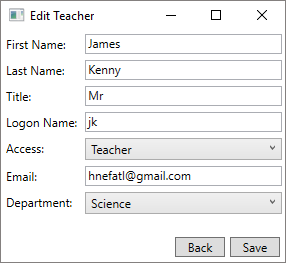 Edit Teacher
First Name: James
Last Name: Kenny
Title: Mr
Logon Name: jk
Access: Teacher
Email: hnefatl@gmail.com
Department: Science
Back Save